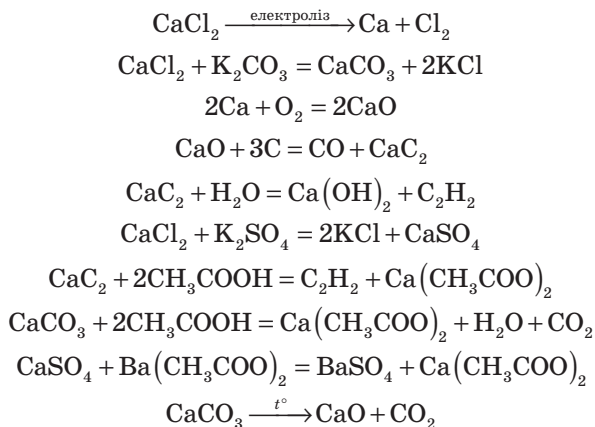 CaCl₂ —електроліз→ Ca + Cl₂
CaCl₂ + K₂CO₃ = CaCO₃ + 2KCl
2Ca + O₂ = 2CaO
CaO + 3C = CO + CaC₂
CaC₂ + H₂O = Ca(OH)₂ + C₂H₂
CaCl₂ + K₂SO₄ = 2KCl + CaSO₄
CaC₂ + 2CH₃COOH = C₂H₂ + Ca(CH₃COO)₂
CaCO₃ + 2CH₃COOH = Ca(CH₃COO)₂ + H₂O + CO₂
CaSO₄ + Ba(CH₃COO)₂ = BaSO₄ + Ca(CH₃COO)₂
CaCO₃ —t°→ CaO + CO₂